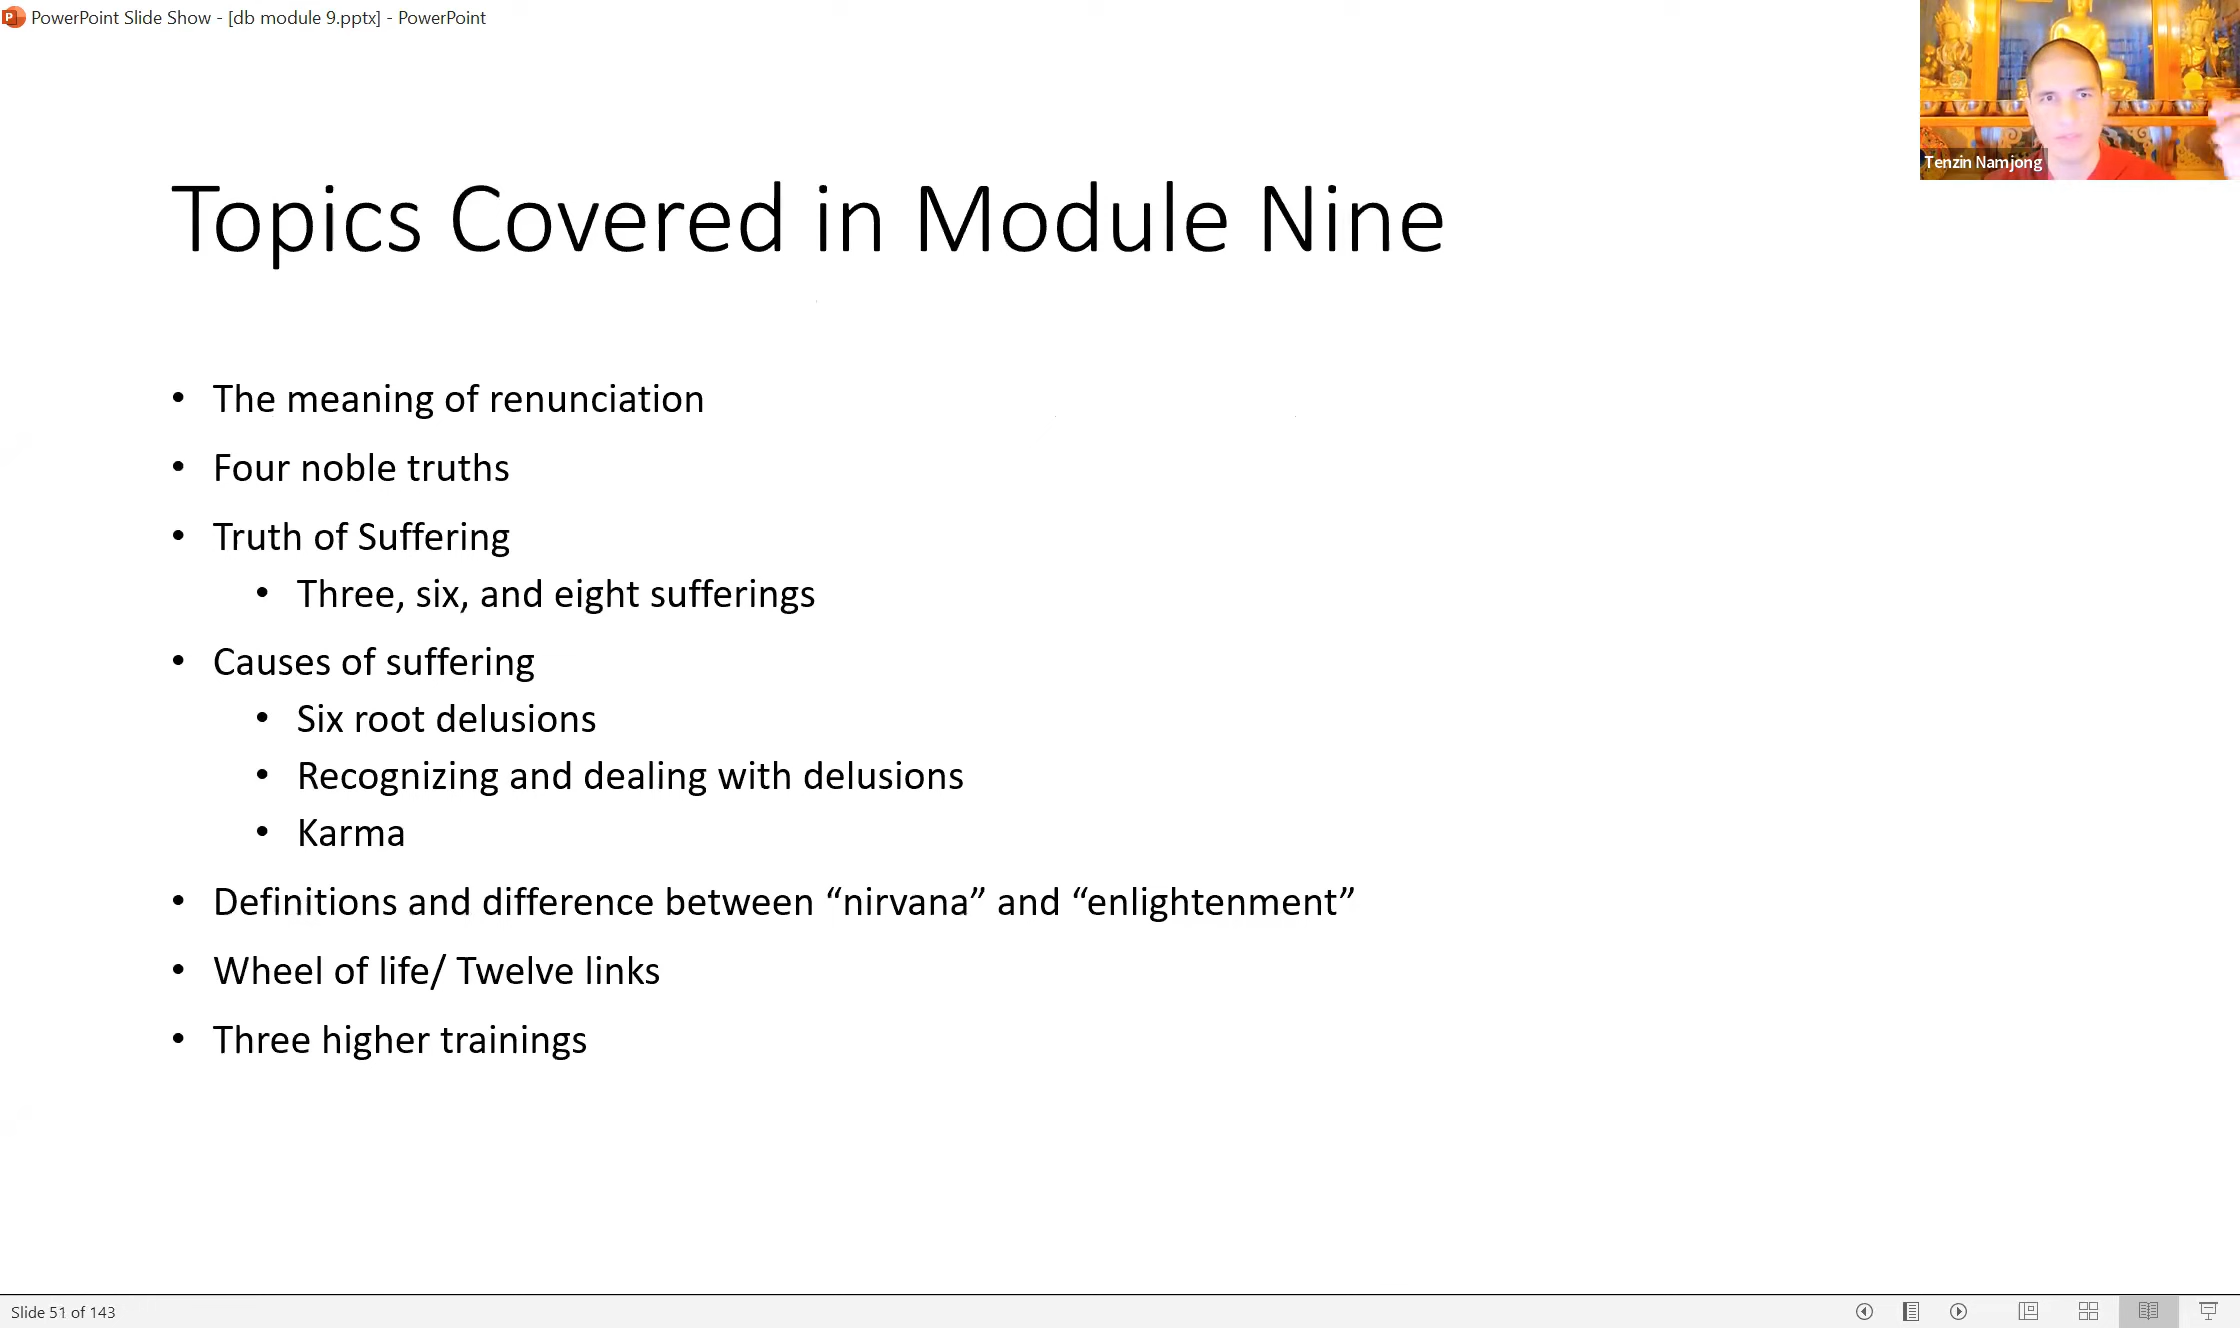 PowerPoint Slide Show - [db module 9.pptx] - PowerPoint
Tenzin Namjong
Topics Covered in Module Nine
• The meaning of renunciation
• Four noble truths
• Truth of Suffering
• Three, six, and eight sufferings
• Causes of suffering
• Six root delusions
• Recognizing and dealing with delusions
• Karma
• Definitions and difference between “nirvana” and “enlightenment”
• Wheel of life/ Twelve links
• Three higher trainings
Slide 51 of 143